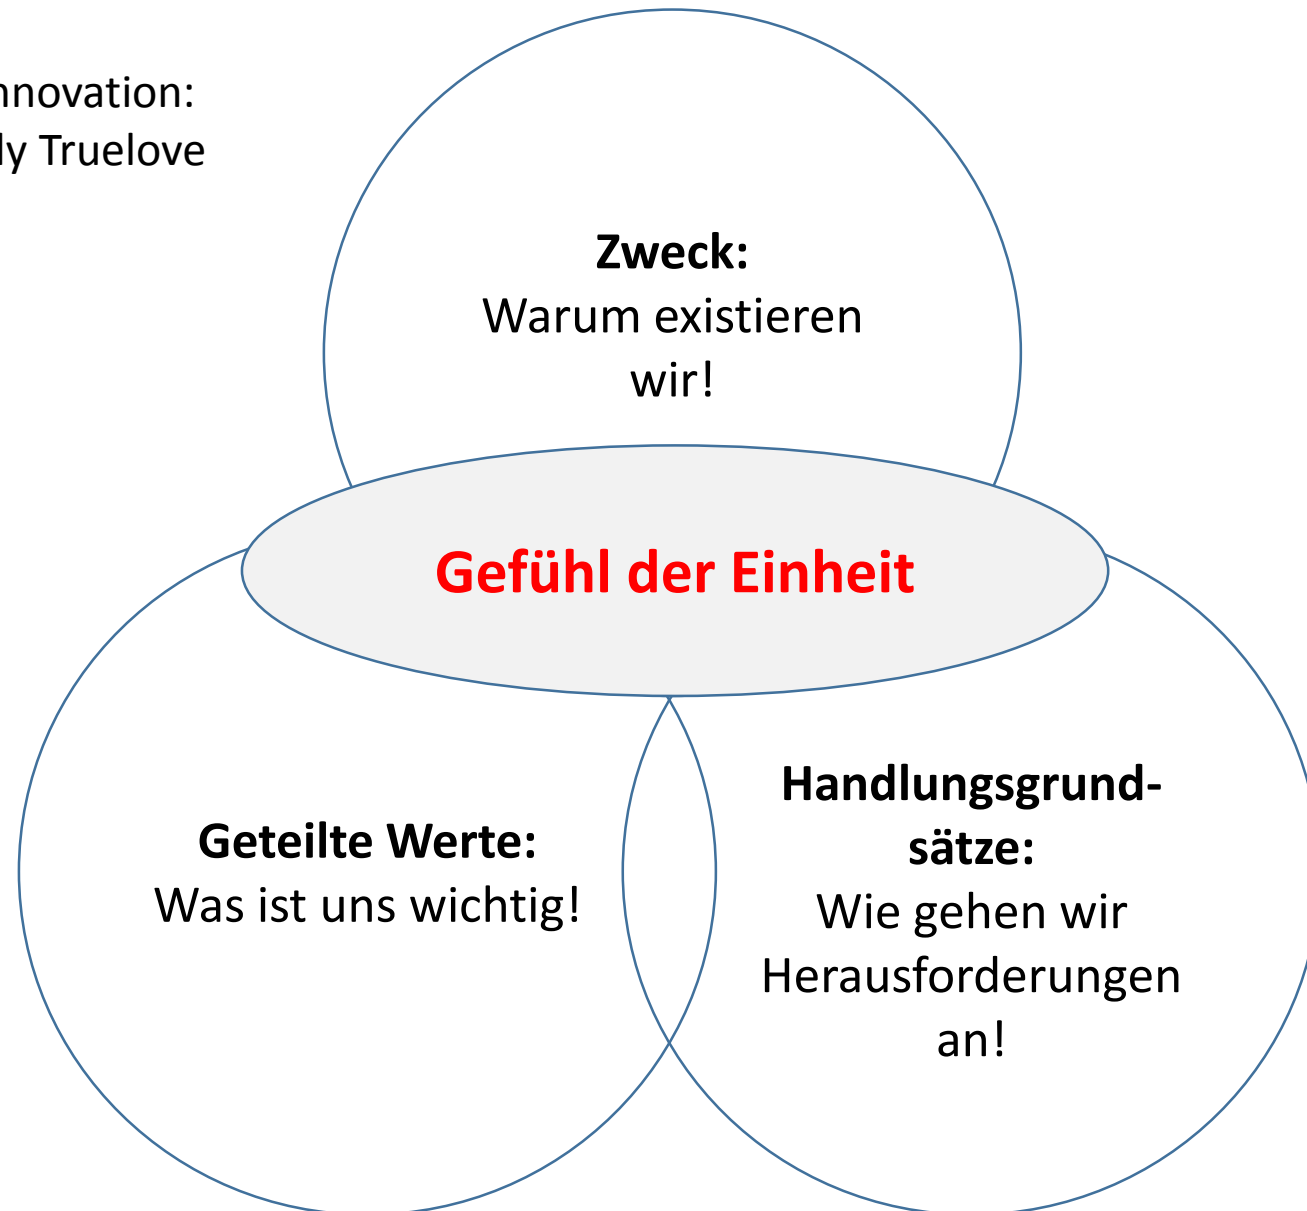 nnovation:
ly Truelove
Zweck:
Warum existieren
wir!
Gefühl der Einheit
Geteilte Werte:
Was ist uns wichtig!
Handlungsgrund-
sätze:
Wie gehen wir
Herausforderungen
an!